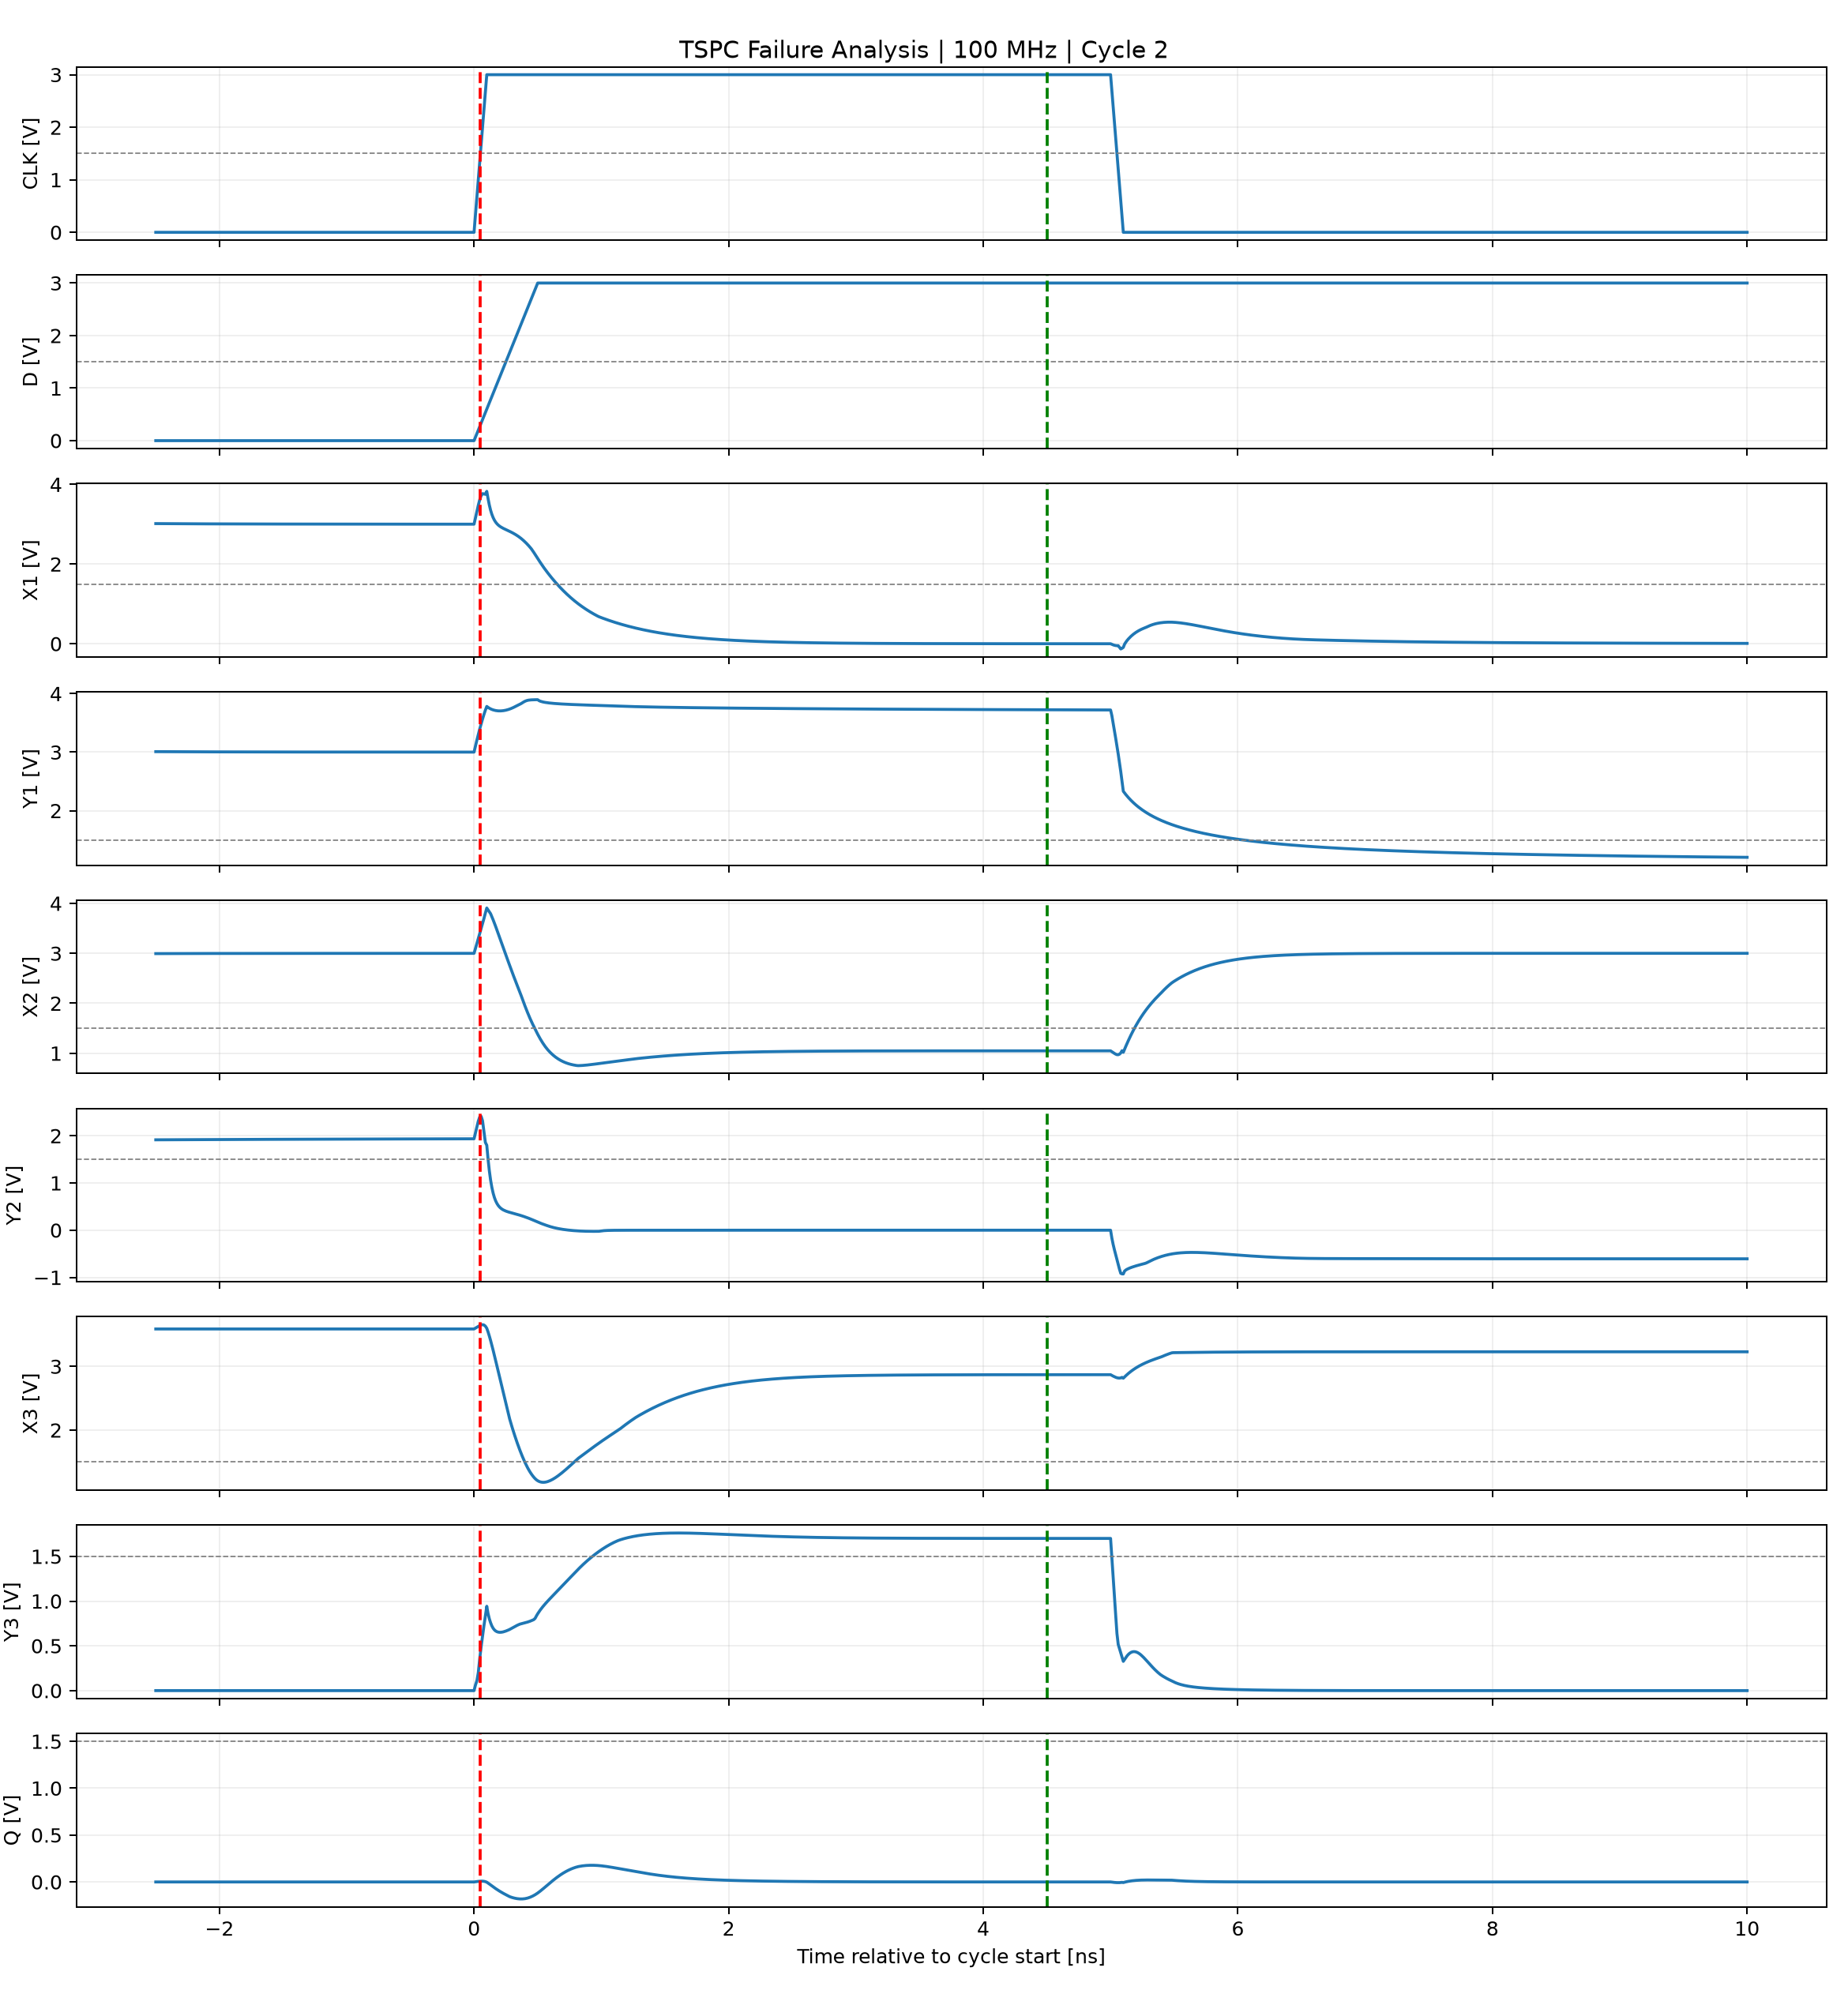 TSPC Failure Analysis | 100 MHz | Cycle 2
3
2
1
0
CLK [V]
3
2
1
0
D [V]
4
2
0
X1 [V]
4
3
2
Y1 [V]
4
3
2
1
X2 [V]
2
1
0
−1
Y2 [V]
3
2
X3 [V]
1.5
1.0
0.5
0.0
Y3 [V]
1.5
1.0
0.5
0.0
Q [V]
−2 0 2 4 6 8 10
Time relative to cycle start [ns]